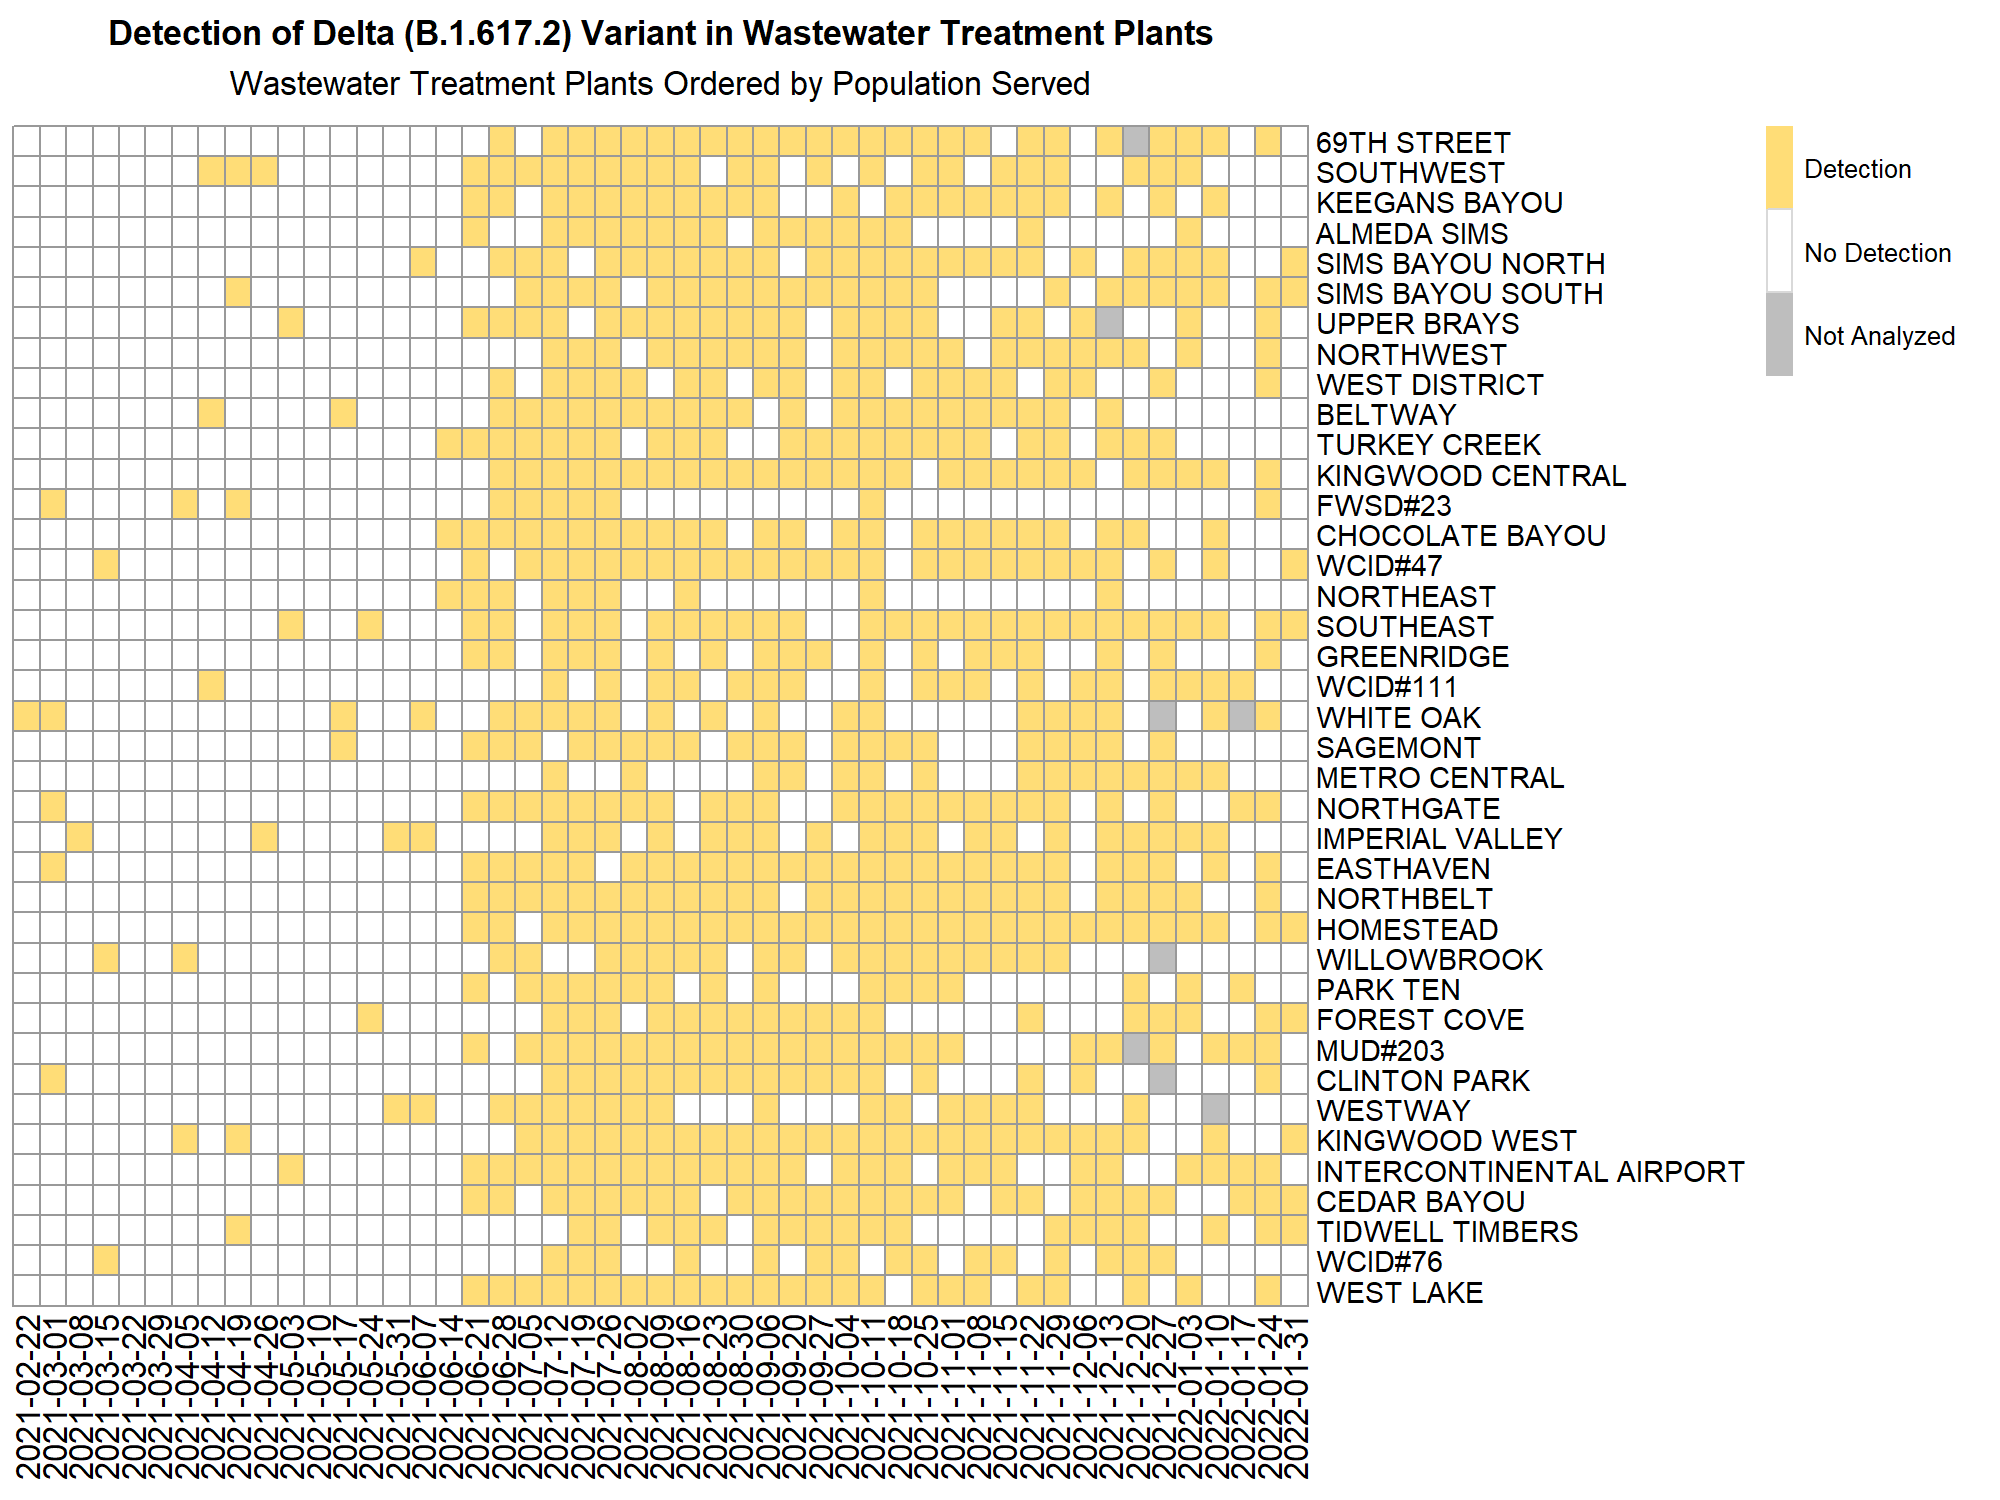 Detection of Delta (B.1.617.2) Variant in Wastewater Treatment Plants
Wastewater Treatment Plants Ordered by Population Served
69TH STREET
SOUTHWEST
KEEGANS BAYOU
ALMEDA SIMS
SIMS BAYOU NORTH
SIMS BAYOU SOUTH
UPPER BRAYS
NORTHWEST
WEST DISTRICT
BELTWAY
TURKEY CREEK
KINGWOOD CENTRAL
FWSD#23
CHOCOLATE BAYOU
WCID#47
NORTHEAST
SOUTHEAST
GREENRIDGE
WCID#111
WHITE OAK
SAGEMONT
METRO CENTRAL
NORTHGATE
IMPERIAL VALLEY
EASTHAVEN
NORTHBELT
HOMESTEAD
WILLOWBROOK
PARK TEN
FOREST COVE
MUD#203
CLINTON PARK
WESTWAY
KINGWOOD WEST
INTERCONTINENTAL AIRPORT
CEDAR BAYOU
TIDWELL TIMBERS
WCID#76
WEST LAKE
Detection
No Detection
Not Analyzed
2021-02-22
2021-03-01
2021-03-08
2021-03-15
2021-03-22
2021-03-29
2021-04-05
2021-04-12
2021-04-19
2021-04-26
2021-05-03
2021-05-10
2021-05-17
2021-05-24
2021-05-31
2021-06-07
2021-06-14
2021-06-21
2021-06-28
2021-07-05
2021-07-12
2021-07-19
2021-07-26
2021-08-02
2021-08-09
2021-08-16
2021-08-23
2021-08-30
2021-09-06
2021-09-20
2021-09-27
2021-10-04
2021-10-11
2021-10-18
2021-10-25
2021-11-01
2021-11-08
2021-11-15
2021-11-22
2021-11-29
2021-12-06
2021-12-13
2021-12-20
2021-12-27
2022-01-03
2022-01-10
2022-01-17
2022-01-24
2022-01-31